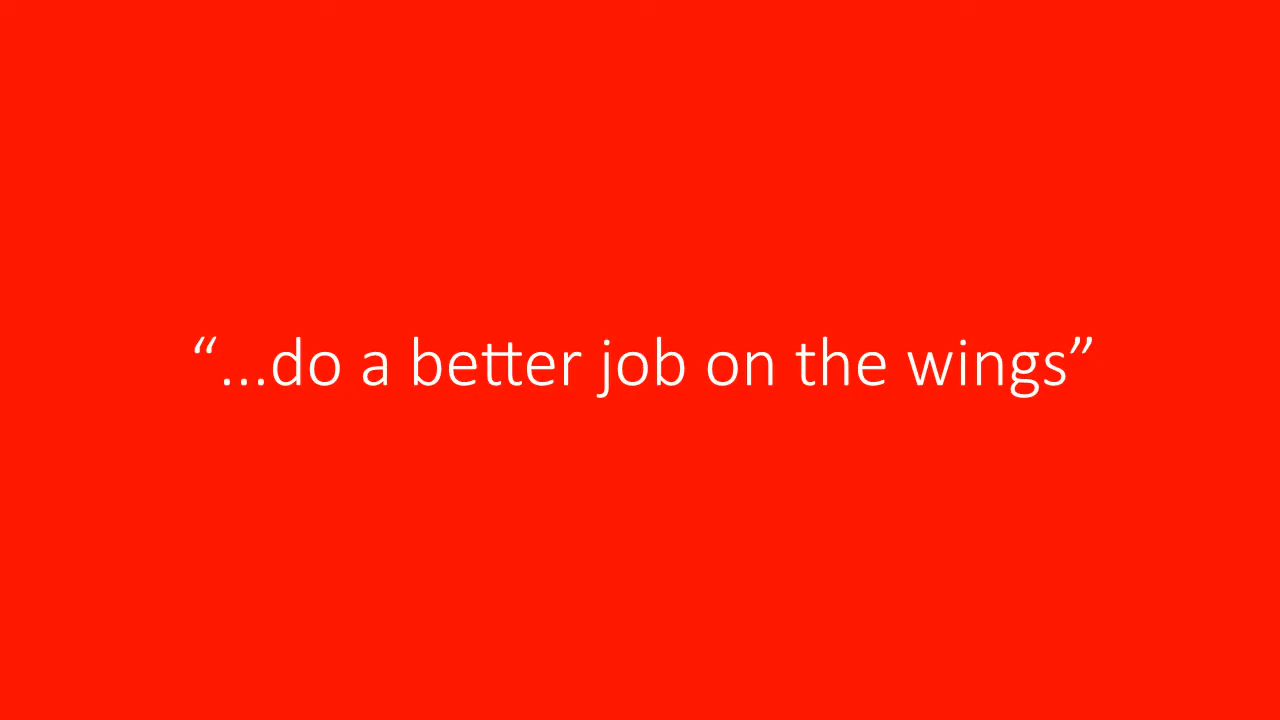 “...do a better job on the wings”